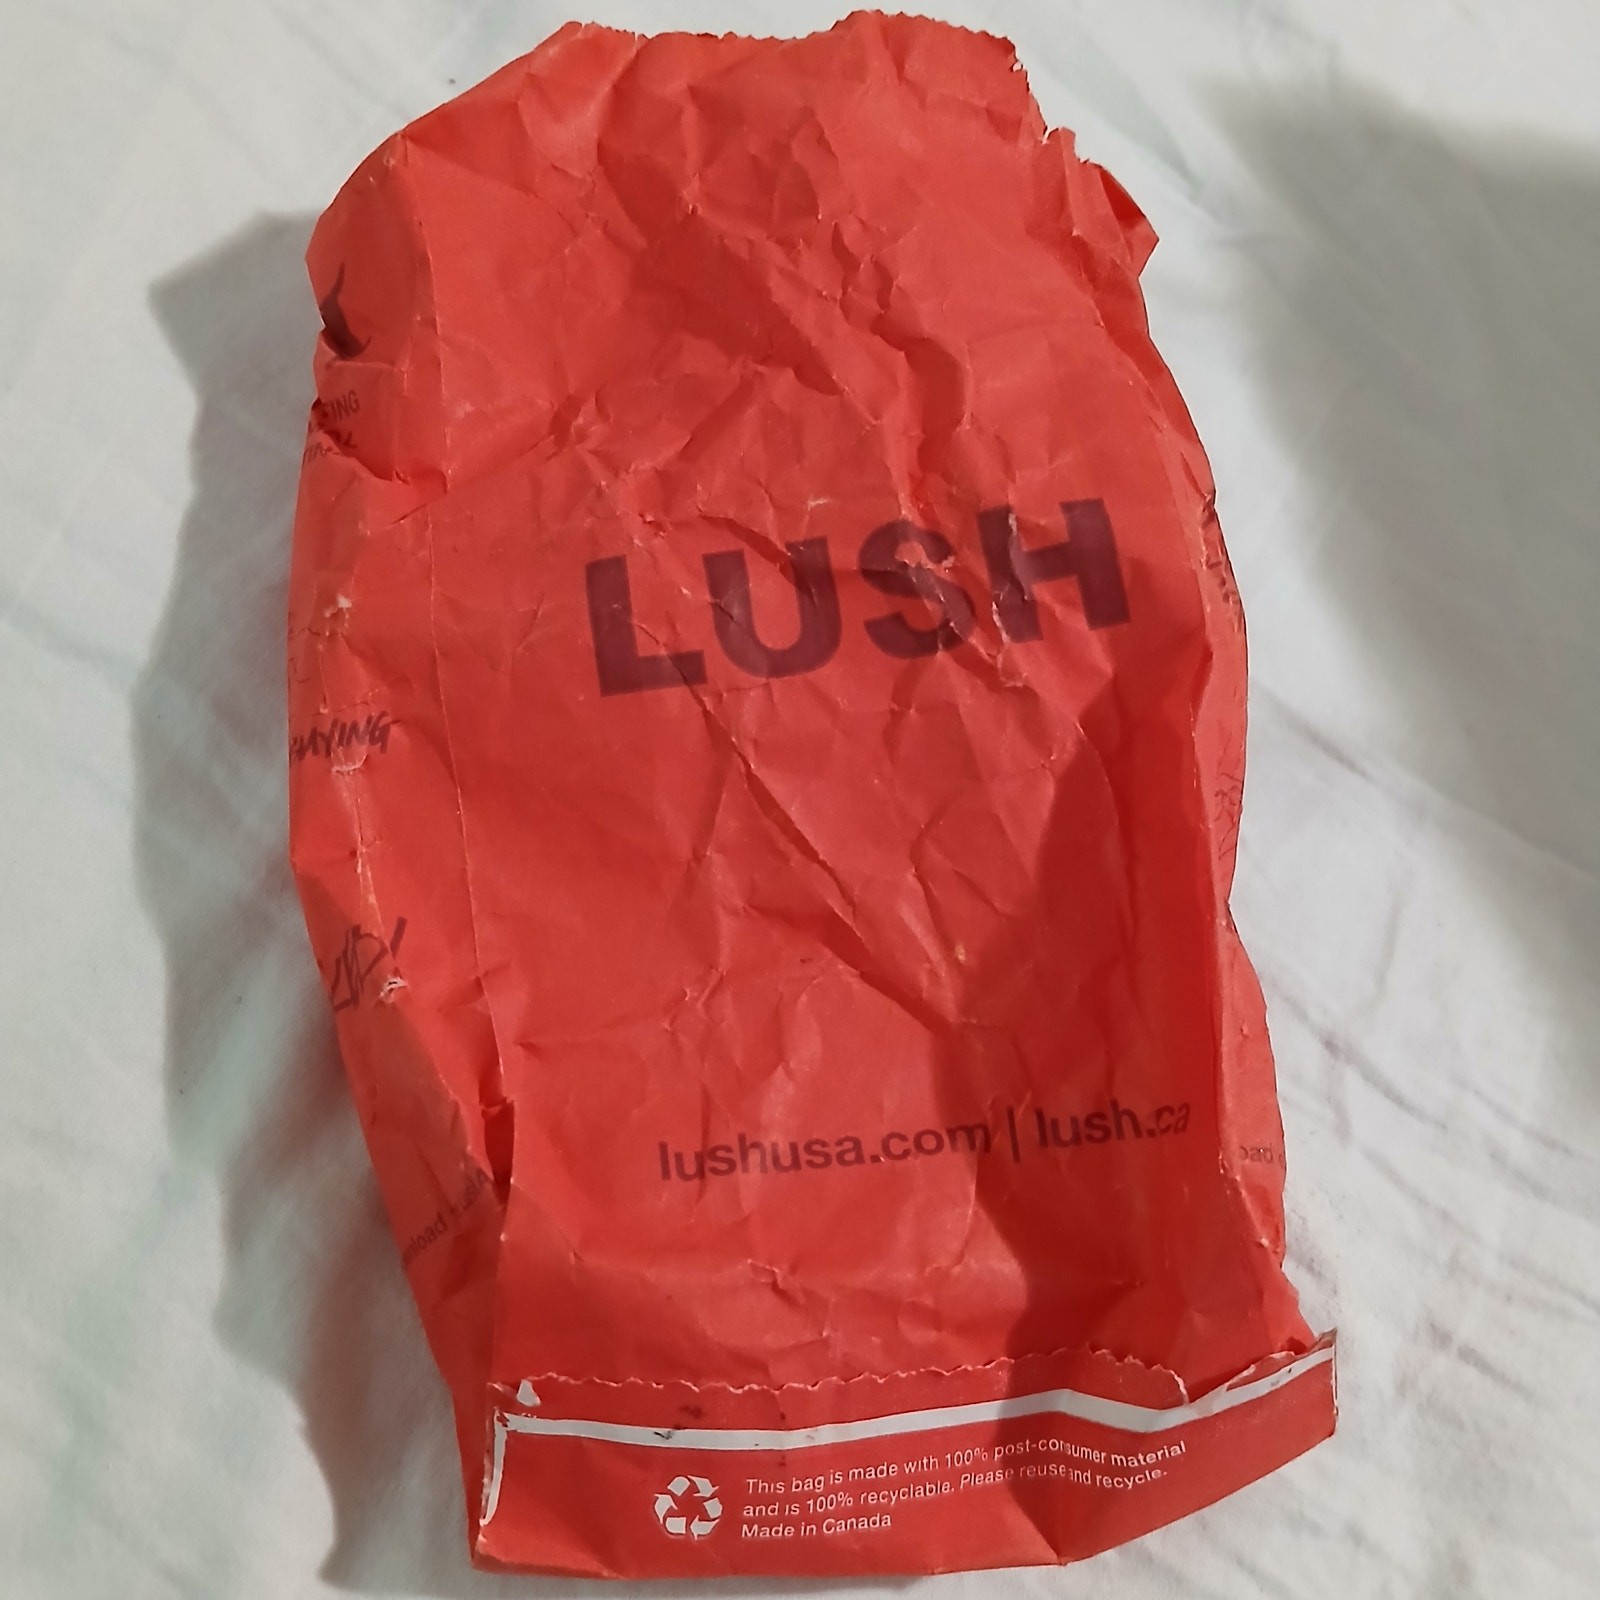 LUSH
lushusa.com | lush.ca
This bag is made with 100% post-consumer material
and is 100% recyclable. Please reuse and recycle.
Made in Canada